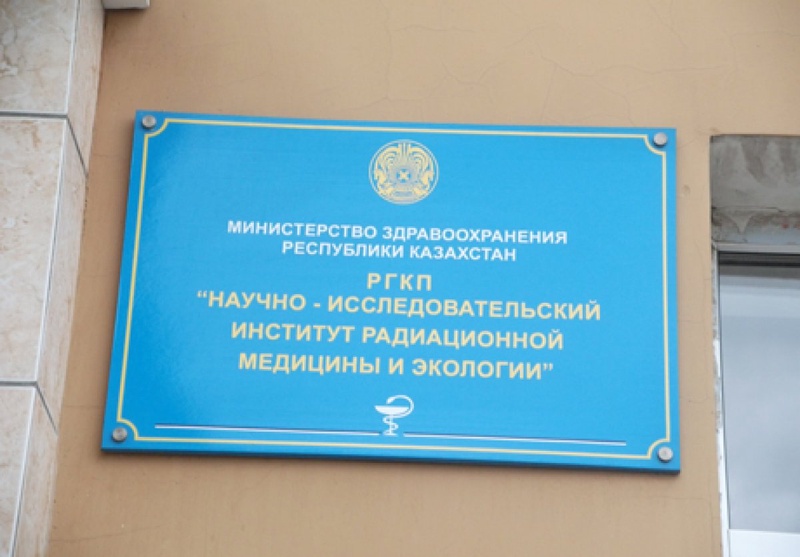 МИНИСТЕРСТВО ЗДРАВООХРАНЕНИЯ
РЕСПУБЛИКИ КАЗАХСТАН
РГКП
“НАУЧНО - ИССЛЕДОВАТЕЛЬСКИЙ
ИНСТИТУТ РАДИАЦИОННОЙ
МЕДИЦИНЫ И ЭКОЛОГИИ”